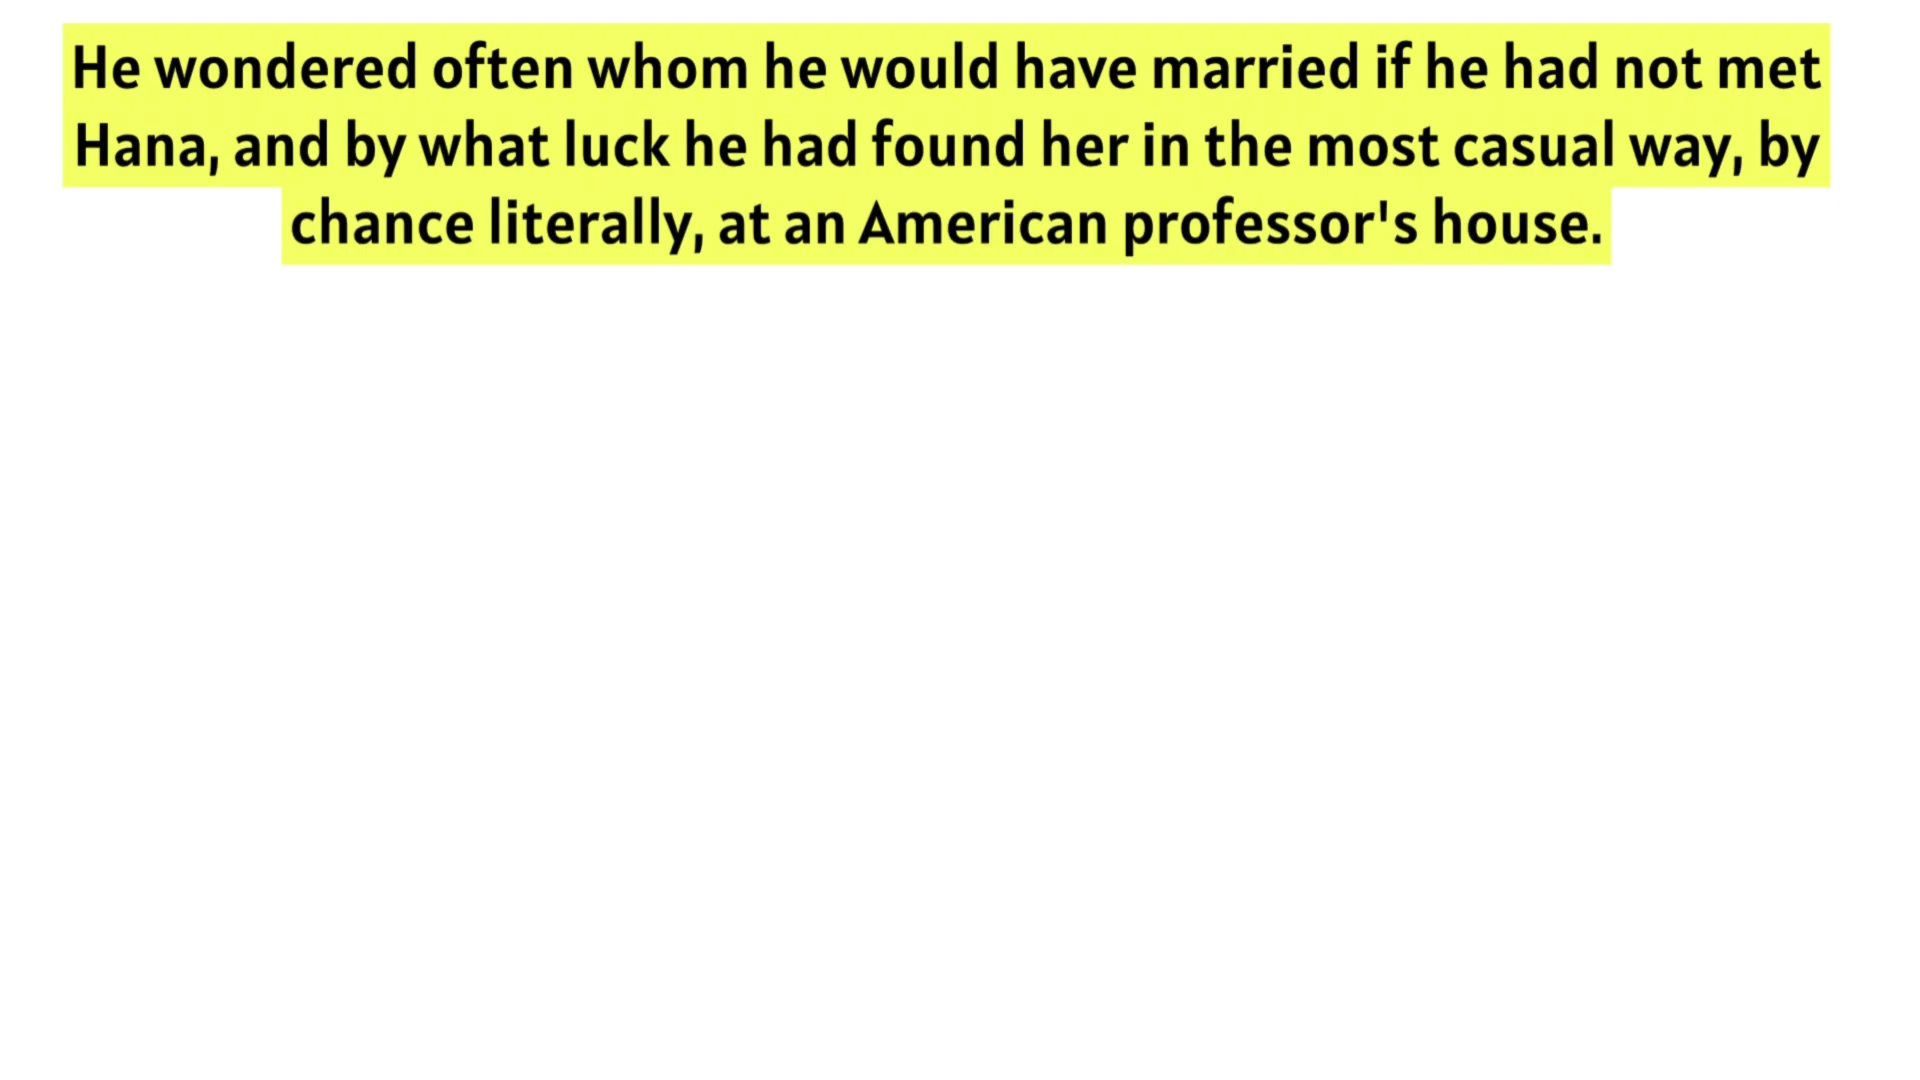 He wondered often whom he would have married if he had not met
Hana, and by what luck he had found her in the most casual way, by
chance literally, at an American professor's house.